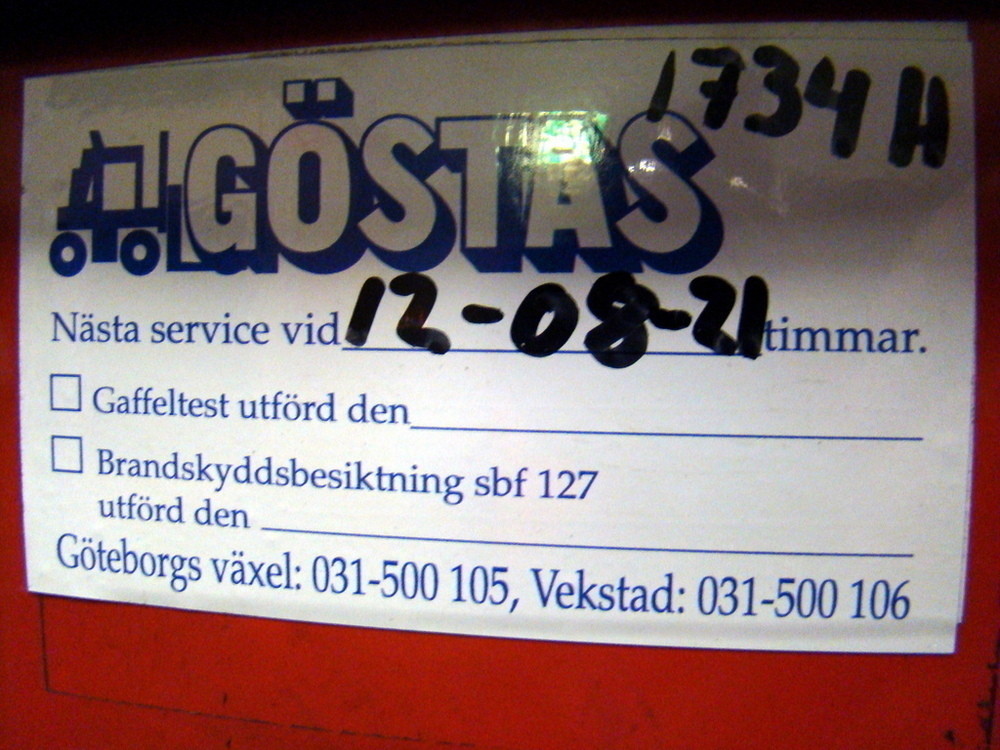 1734 H
GÖSTAS
Nästa service vid 12-08-21 timmar.
Gaffeltest utförd den
Brandskyddsbesiktning sbf 127
utförd den
Göteborgs växel: 031-500 105, Vekstad: 031-500 106